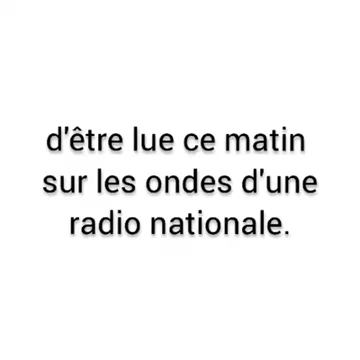 d'être lue ce matin
sur les ondes d'une
radio nationale.